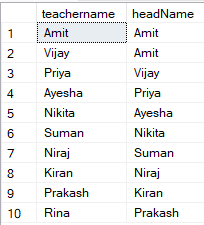 teachername headName
1 Amit Amit
2 Vijay Amit
3 Priya Vijay
4 Ayesha Priya
5 Nikita Ayesha
6 Suman Nikita
7 Niraj Suman
8 Kiran Niraj
9 Prakash Kiran
10 Rina Prakash